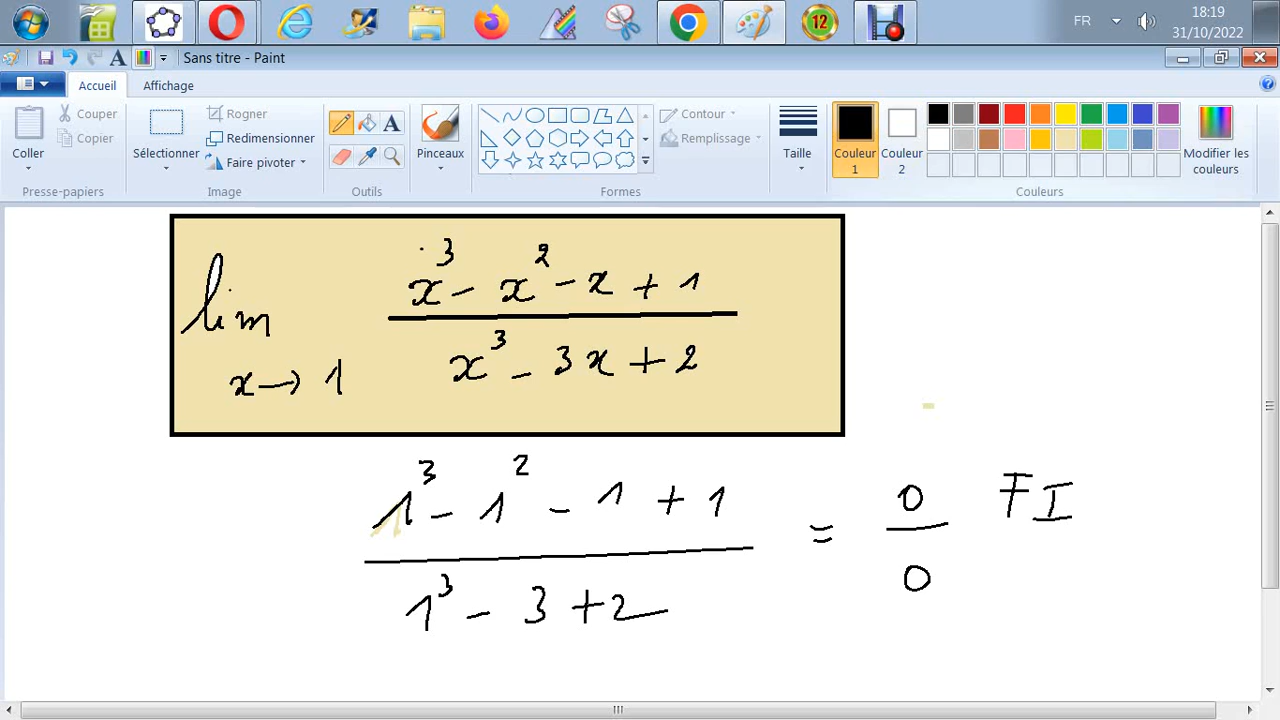 12
FR
18:19
31/10/2022
Sans titre - Paint
Accueil
Affichage
Coller
Couper
Copier
Presse-papiers
Sélectionner
Rogner
Redimensionner
Faire pivoter
Image
Outils
Pinceaux
Contour
Remplissage
Formes
Taille
Couleur
1
Couleur
2
Modifier les
couleurs
Couleurs
lim x→1
x³ - x² - x + 1
x³ - 3x + 2
1³ - 1² - 1 + 1
1³ - 3 + 2
=
0
0
FI